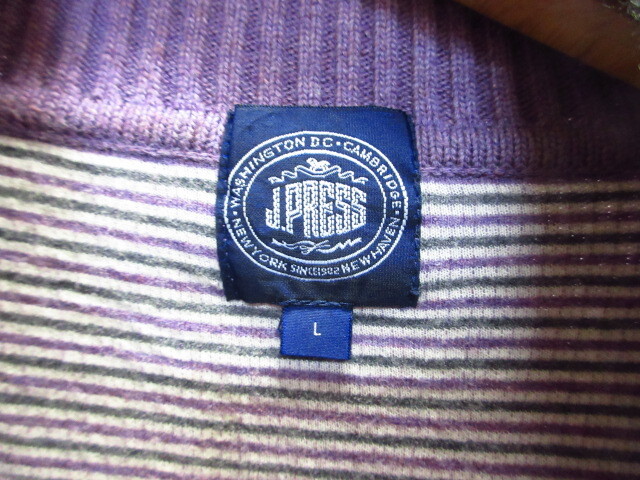 WASHINGTON DC • CAMBRIDGE •
J.PRESS
NEW YORK SINCE 1902 NEW HAVEN
L